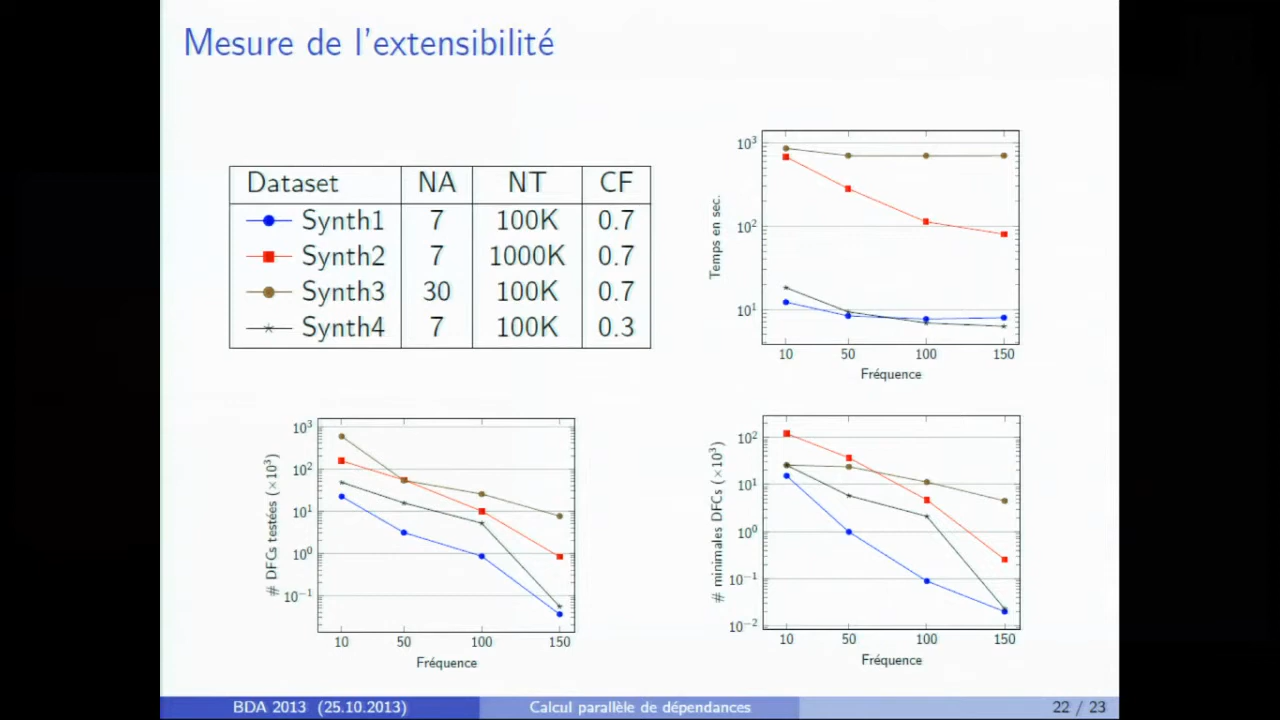 Mesure de l'extensibilité
Dataset NA NT CF
Synth1 7 100K 0.7
Synth2 7 1000K 0.7
Synth3 30 100K 0.7
Synth4 7 100K 0.3
Temps en sec.
10³
10²
10¹
10 50 100 150
Fréquence
# DFCs testées (×10³)
10³
10²
10¹
10⁰
10⁻¹
10 50 100 150
Fréquence
# minimales DFCs (×10³)
10²
10¹
10⁰
10⁻¹
10⁻²
10 50 100 150
Fréquence
BDA 2013 (25.10.2013) Calcul parallèle de dépendances 22 / 23